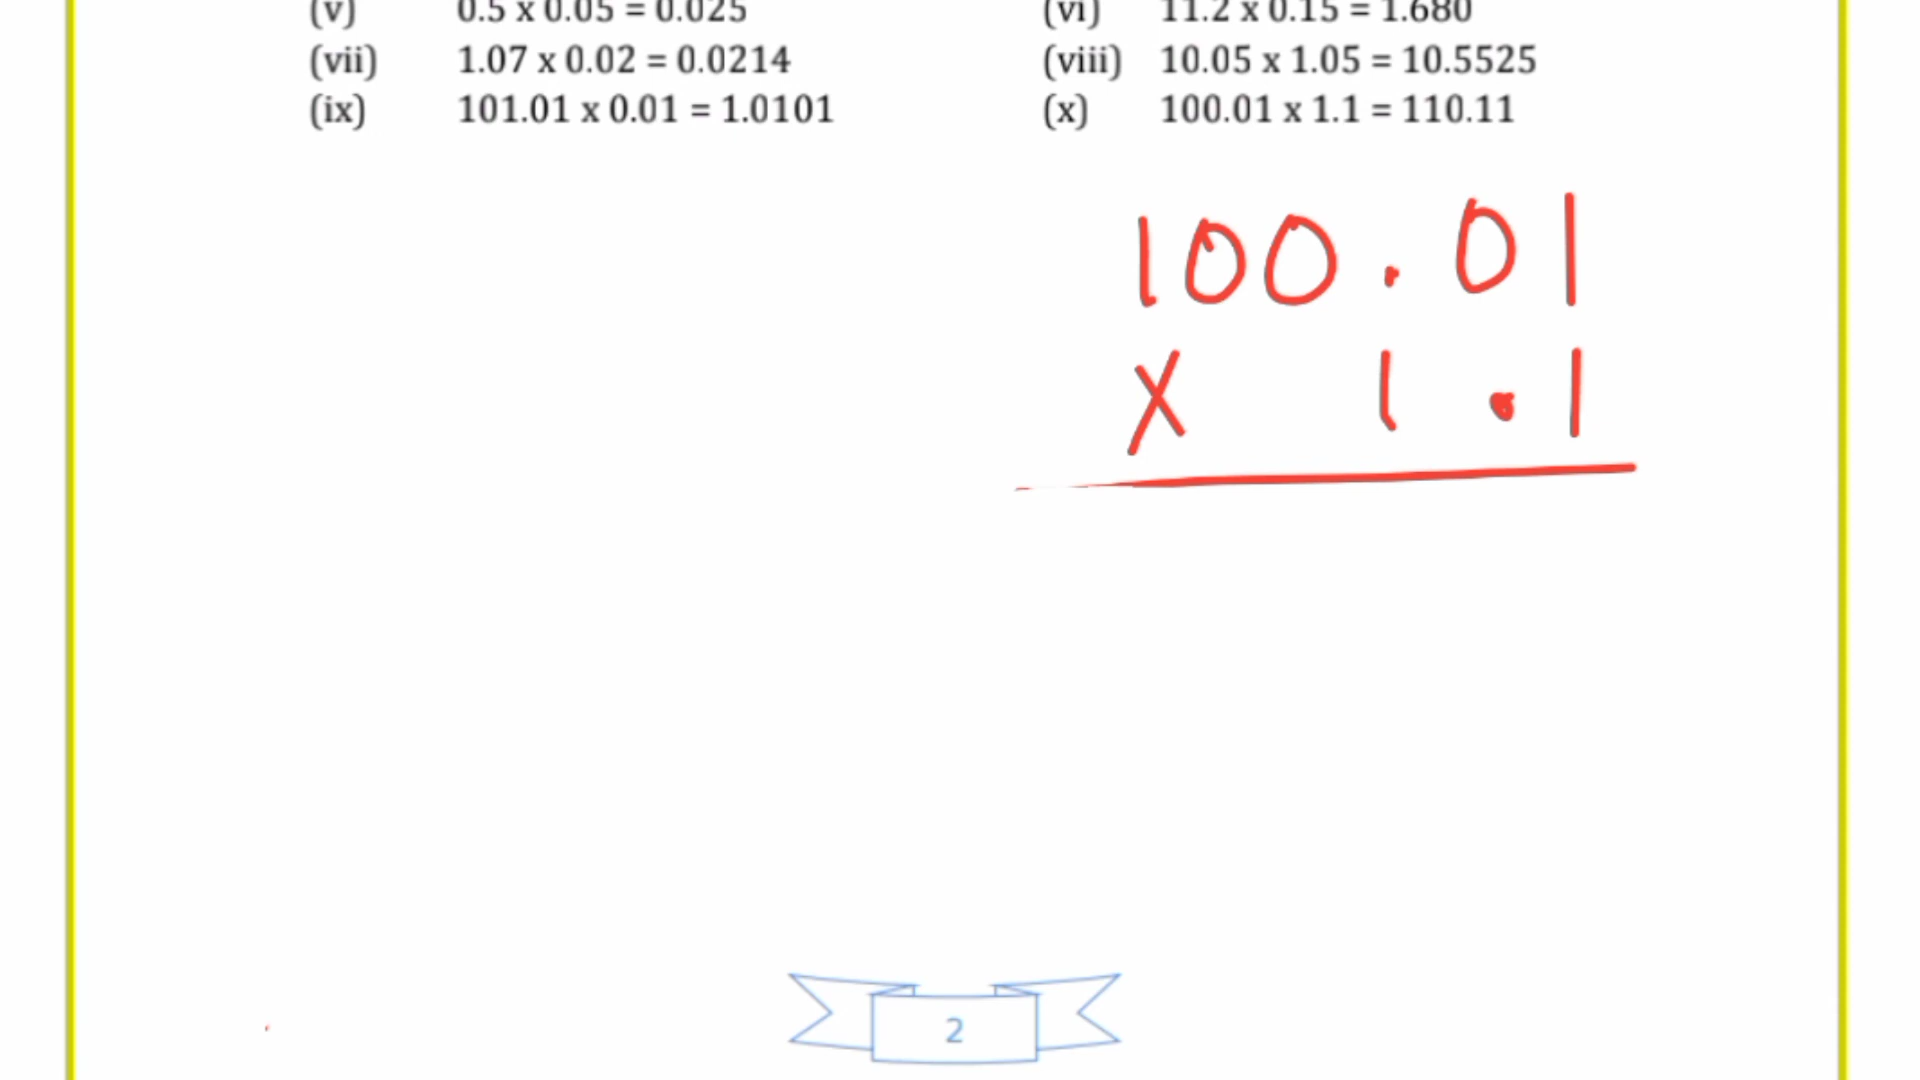 (v) 0.5 x 0.05 = 0.025 (vi) 11.2 x 0.15 = 1.680
(vii) 1.07 x 0.02 = 0.0214 (viii) 10.05 x 1.05 = 10.5525
(ix) 101.01 x 0.01 = 1.0101 (x) 100.01 x 1.1 = 110.11
100.01
X 1.1
2